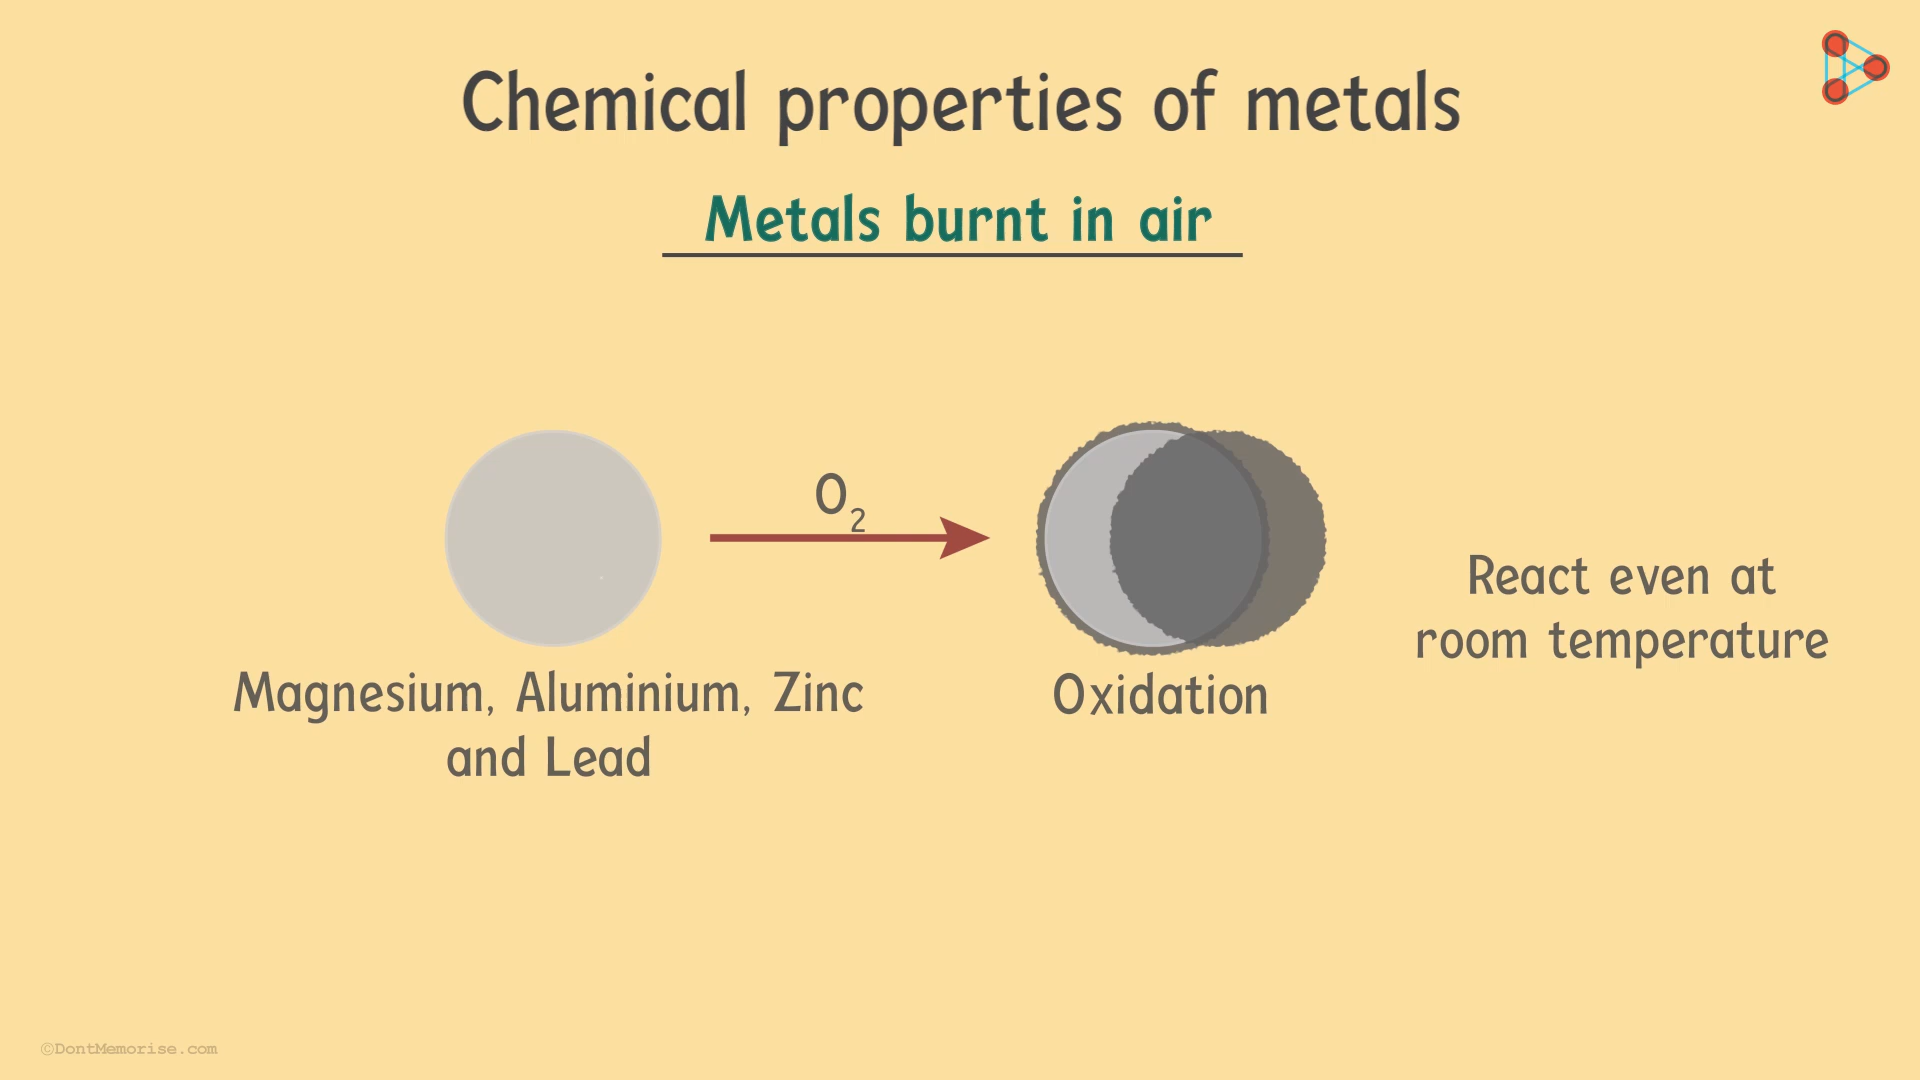 Chemical properties of metals
Metals burnt in air
O₂
Magnesium, Aluminium, Zinc
and Lead
Oxidation
React even at
room temperature
©DontMemorise.com